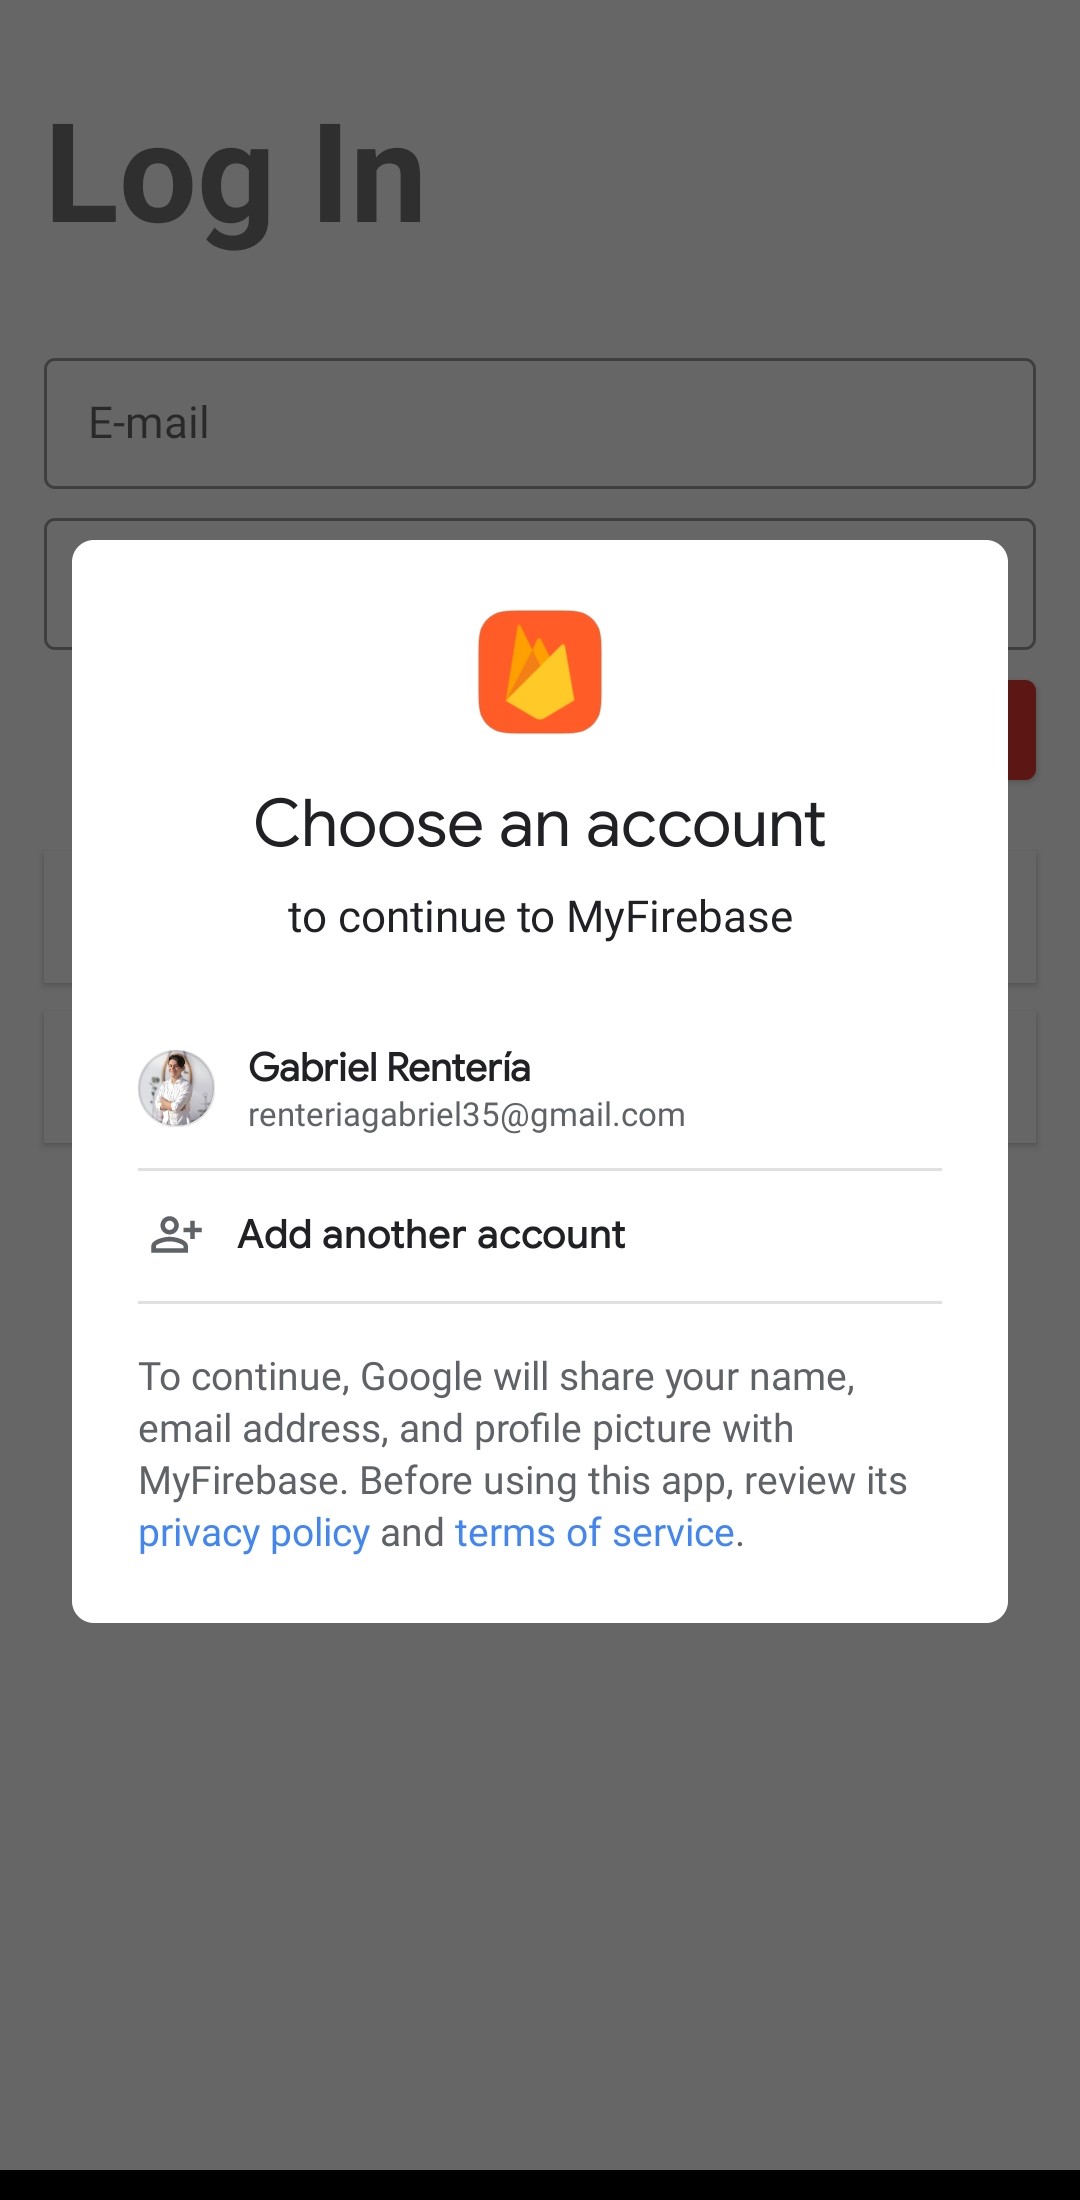 Log In
E-mail
Choose an account
to continue to MyFirebase
Gabriel Rentería
renteriagabriel35@gmail.com
Add another account
To continue, Google will share your name,
email address, and profile picture with
MyFirebase. Before using this app, review its
privacy policy and terms of service.